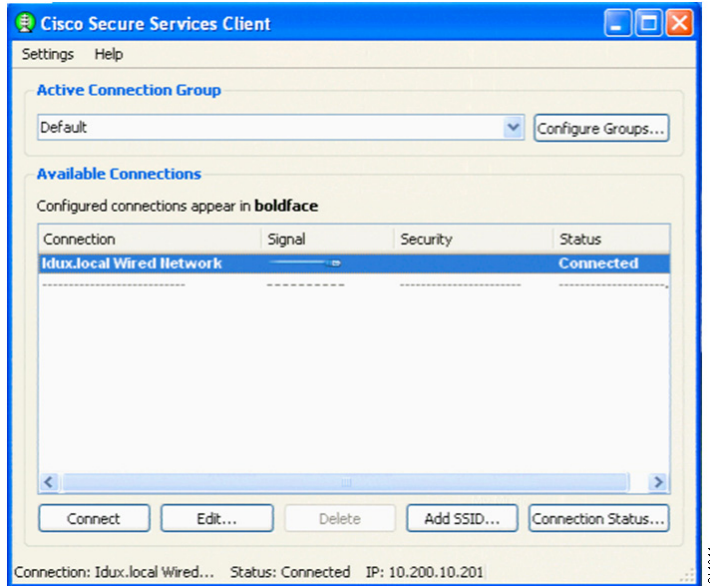 Cisco Secure Services Client
Settings Help
Active Connection Group
Default
Configure Groups...
Available Connections
Configured connections appear in boldface
Connection Signal Security Status
Idux.local Wired Network Connected
Connect Edit... Delete Add SSID... Connection Status...
Connection: Idux.local Wired... Status: Connected IP: 10.200.10.201